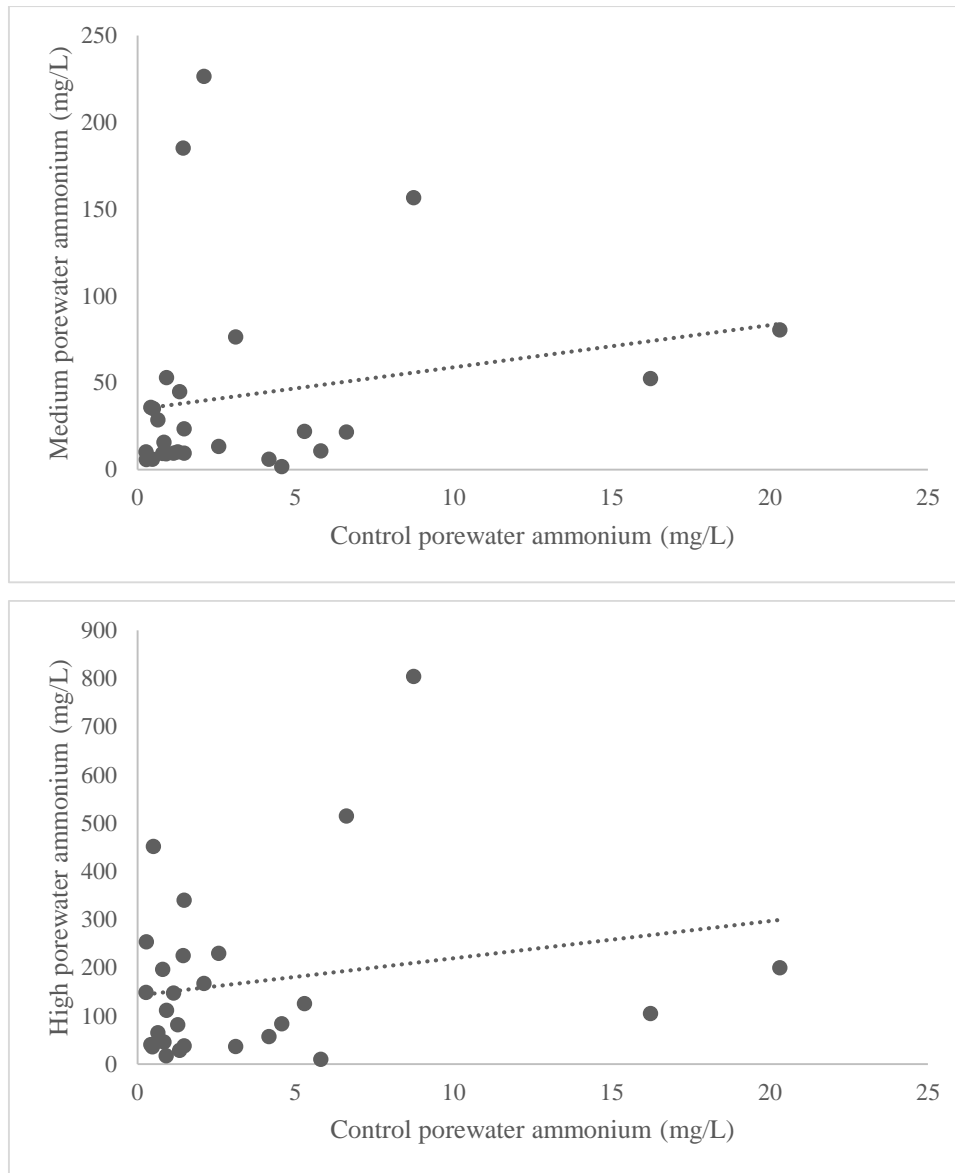 Medium porewater ammonium (mg/L)
250
200
150
100
50
0
0 5 10 15 20 25
Control porewater ammonium (mg/L)
High porewater ammonium (mg/L)
900
800
700
600
500
400
300
200
100
0
0 5 10 15 20 25
Control porewater ammonium (mg/L)